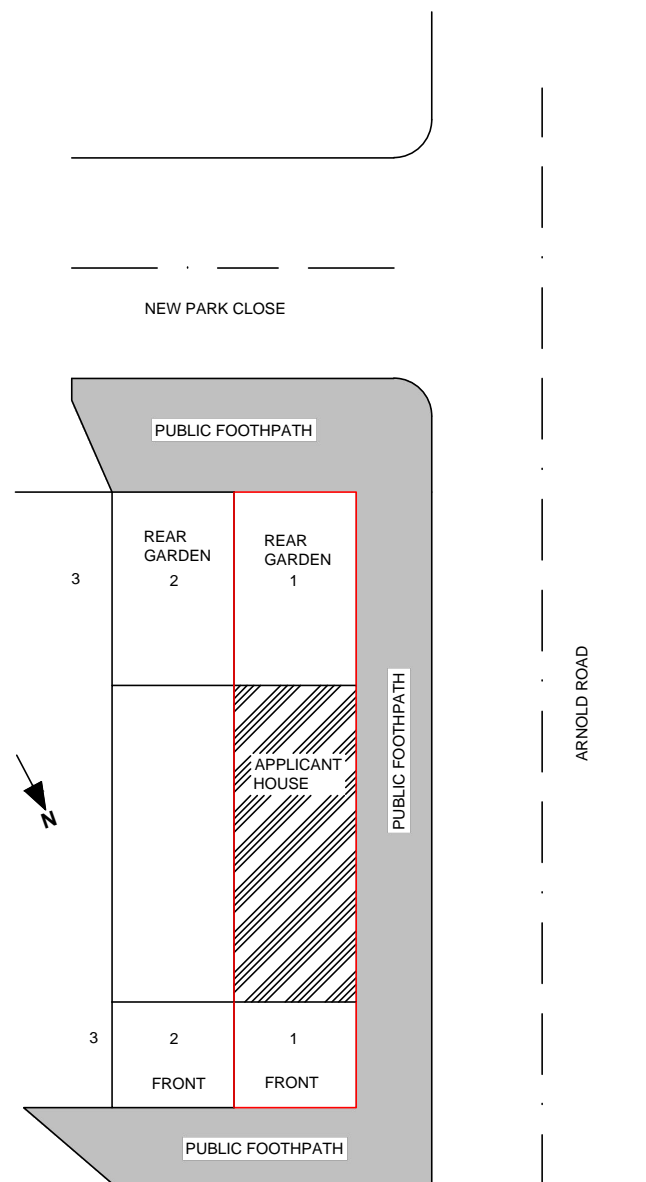 NEW PARK CLOSE
PUBLIC FOOTHPATH
REAR
GARDEN
2
REAR
GARDEN
1
3
PUBLIC FOOTHPATH
ARNOLD ROAD
APPLICANT
HOUSE
N
3
2
1
FRONT
FRONT
PUBLIC FOOTHPATH